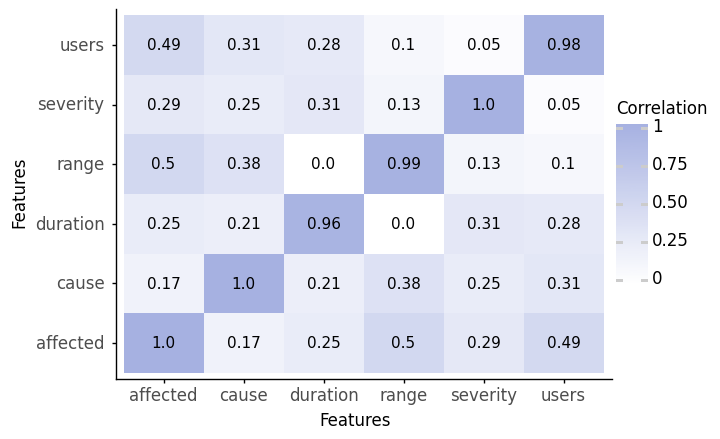 users 0.49 0.31 0.28 0.1 0.05 0.98
severity 0.29 0.25 0.31 0.13 1.0 0.05
range 0.5 0.38 0.0 0.99 0.13 0.1
duration 0.25 0.21 0.96 0.0 0.31 0.28
cause 0.17 1.0 0.21 0.38 0.25 0.31
affected 1.0 0.17 0.25 0.5 0.29 0.49
affected cause duration range severity users
Features
Features
Correlation
1
0.75
0.50
0.25
0